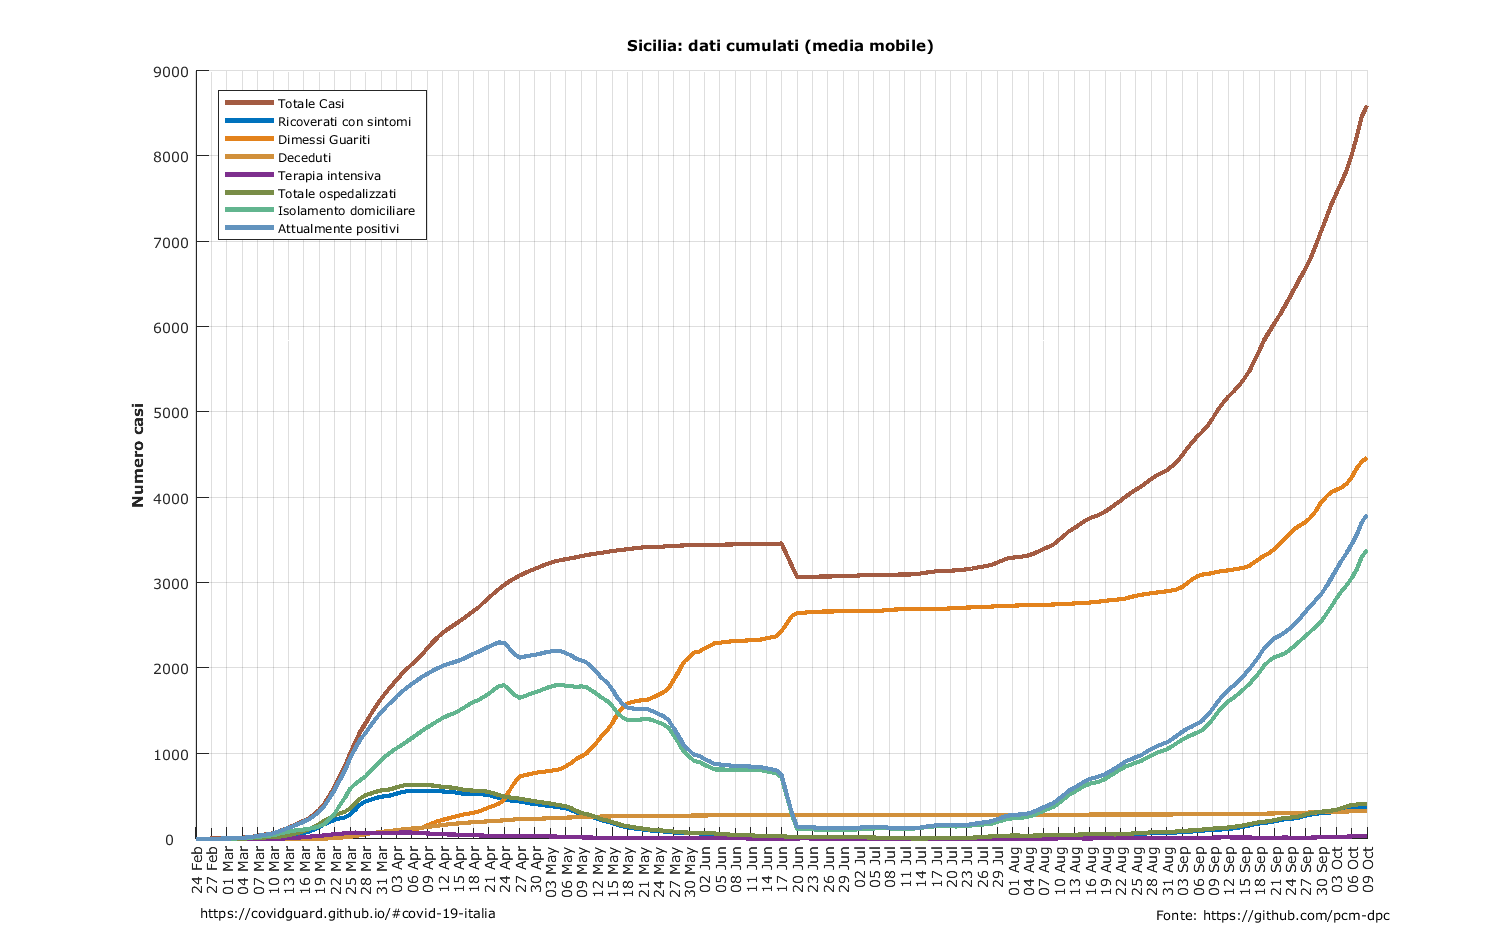 Sicilia: dati cumulati (media mobile)
9000
8000
7000
6000
5000
4000
3000
2000
1000
0
Numero casi
Totale Casi
Ricoverati con sintomi
Dimessi Guariti
Deceduti
Terapia intensiva
Totale ospedalizzati
Isolamento domiciliare
Attualmente positivi
24 Feb
27 Feb
01 Mar
04 Mar
07 Mar
10 Mar
13 Mar
16 Mar
19 Mar
22 Mar
25 Mar
28 Mar
31 Mar
03 Apr
06 Apr
09 Apr
12 Apr
15 Apr
18 Apr
21 Apr
24 Apr
27 Apr
30 Apr
03 May
06 May
09 May
12 May
15 May
18 May
21 May
24 May
27 May
30 May
02 Jun
05 Jun
08 Jun
11 Jun
14 Jun
17 Jun
20 Jun
23 Jun
26 Jun
29 Jun
02 Jul
05 Jul
08 Jul
11 Jul
14 Jul
17 Jul
20 Jul
23 Jul
26 Jul
29 Jul
01 Aug
04 Aug
07 Aug
10 Aug
13 Aug
16 Aug
19 Aug
22 Aug
25 Aug
28 Aug
31 Aug
03 Sep
06 Sep
09 Sep
12 Sep
15 Sep
18 Sep
21 Sep
24 Sep
27 Sep
30 Sep
03 Oct
06 Oct
09 Oct
https://covidguard.github.io/#covid-19-italia
Fonte: https://github.com/pcm-dpc